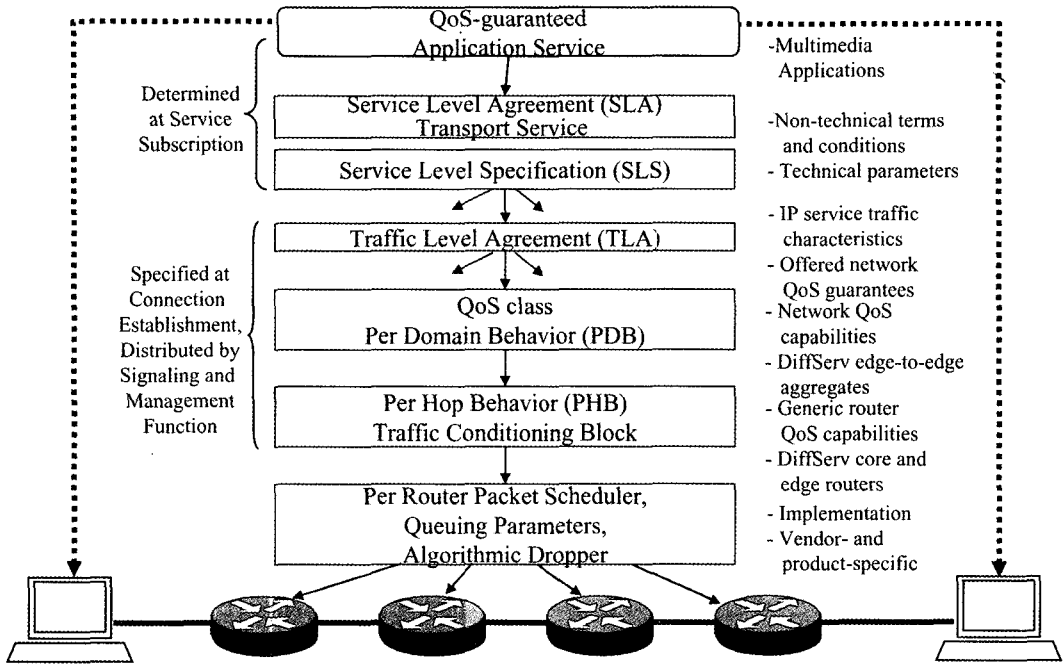 QoS-guaranteed
Application Service
Service Level Agreement (SLA)
Transport Service
Service Level Specification (SLS)
Traffic Level Agreement (TLA)
QoS class
Per Domain Behavior (PDB)
Per Hop Behavior (PHB)
Traffic Conditioning Block
Per Router Packet Scheduler,
Queuing Parameters,
Algorithmic Dropper
Determined
at Service
Subscription
Specified at
Connection
Establishment,
Distributed by
Signaling and
Management
Function
-Multimedia
Applications
-Non-technical terms
and conditions
- Technical parameters
- IP service traffic
characteristics
- Offered network
QoS guarantees
- Network QoS
capabilities
- DiffServ edge-to-edge
aggregates
- Generic router
QoS capabilities
- DiffServ core and
edge routers
- Implementation
- Vendor- and
product-specific